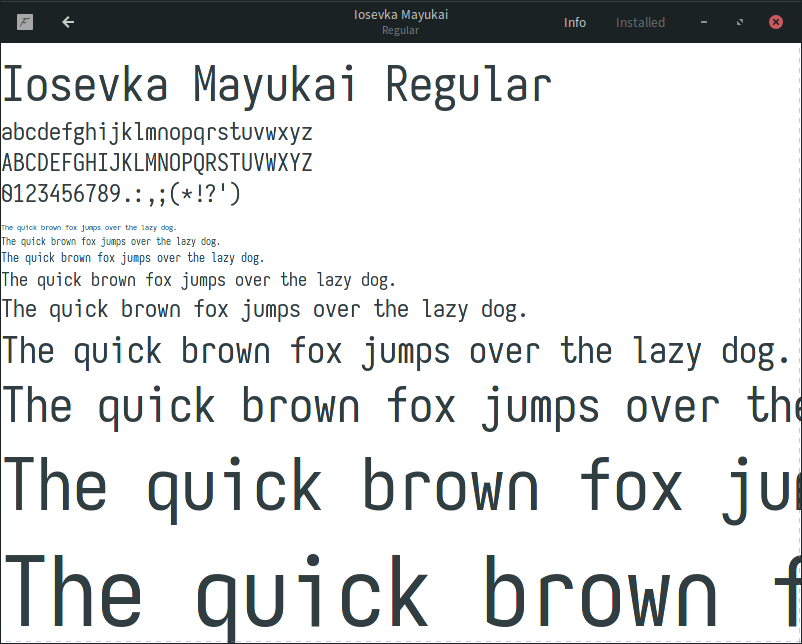 Iosevka Mayukai
Regular
Info
Installed
Iosevka Mayukai Regular
abcdefghijklmnopqrstuvwxyz
ABCDEFGHIJKLMNOPQRSTUVWXYZ
0123456789.:,;(*!?')
The quick brown fox jumps over the lazy dog.
The quick brown fox jumps over the lazy dog.
The quick brown fox jumps over the lazy dog.
The quick brown fox jumps over the lazy dog.
The quick brown fox jumps over the lazy dog.
The quick brown fox jumps over the lazy dog.
The quick brown fox jumps over the
The quick brown fox ju
The quick brown f